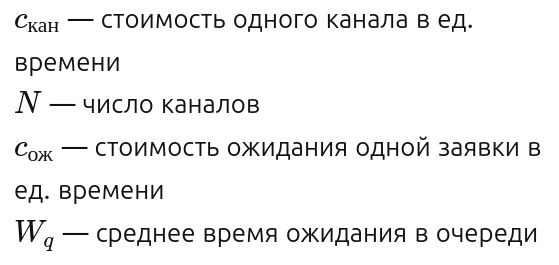 c_кан — стоимость одного канала в ед.
времени
N — число каналов
c_ож — стоимость ожидания одной заявки в
ед. времени
W_q — среднее время ожидания в очереди